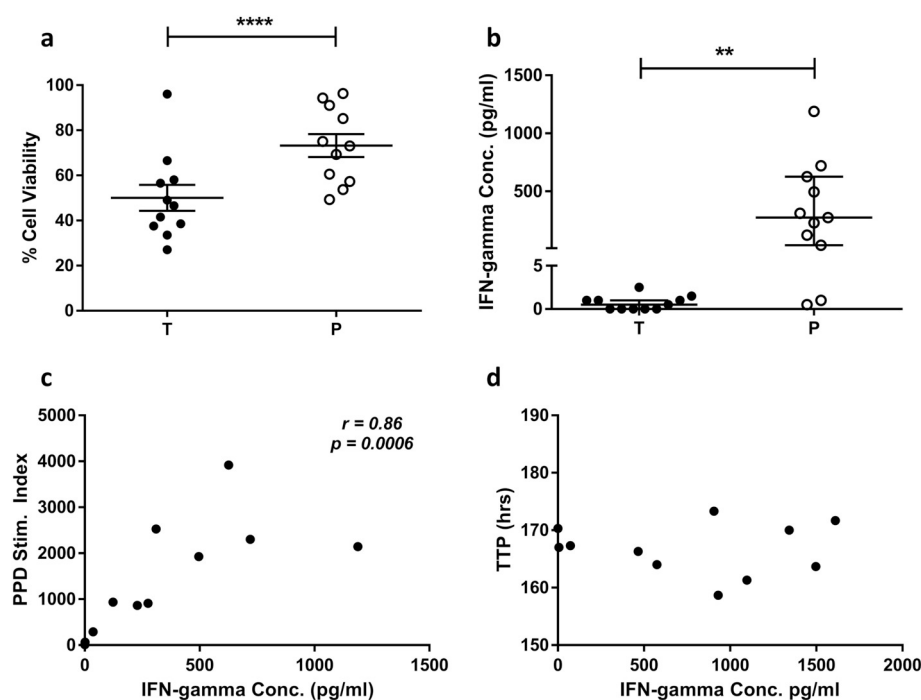 a
****
% Cell Viability
100
80
60
40
20
0
T
P
b
**
IFN-gamma Conc. (pg/ml)
1500
1000
500
5
0
T
P
c
r = 0.86
p = 0.0006
PPD Stim. Index
5000
4000
3000
2000
1000
0
0
500
1000
1500
IFN-gamma Conc. (pg/ml)
d
TTP (hrs)
190
180
170
160
150
0
500
1000
1500
2000
IFN-gamma Conc. pg/ml